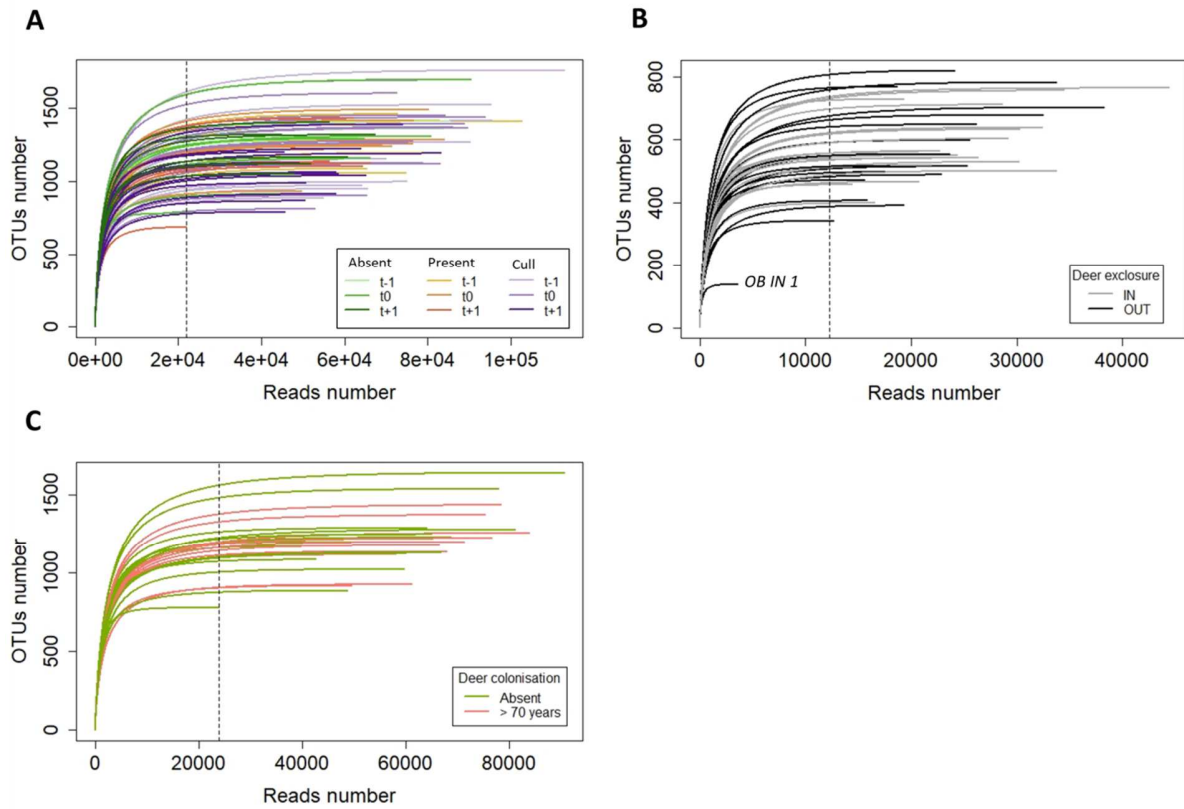 A
OTUs number
1500
1000
500
0
Absent Present Cull
t-1 t-1 t-1
t0 t0 t0
t+1 t+1 t+1
0e+00 2e+04 4e+04 6e+04 8e+04 1e+05
Reads number
B
OTUs number
800
600
400
200
0
OB IN 1
Deer exclosure
IN
OUT
0 10000 20000 30000 40000
Reads number
C
OTUs number
1500
1000
500
0
Deer colonisation
Absent
> 70 years
0 20000 40000 60000 80000
Reads number